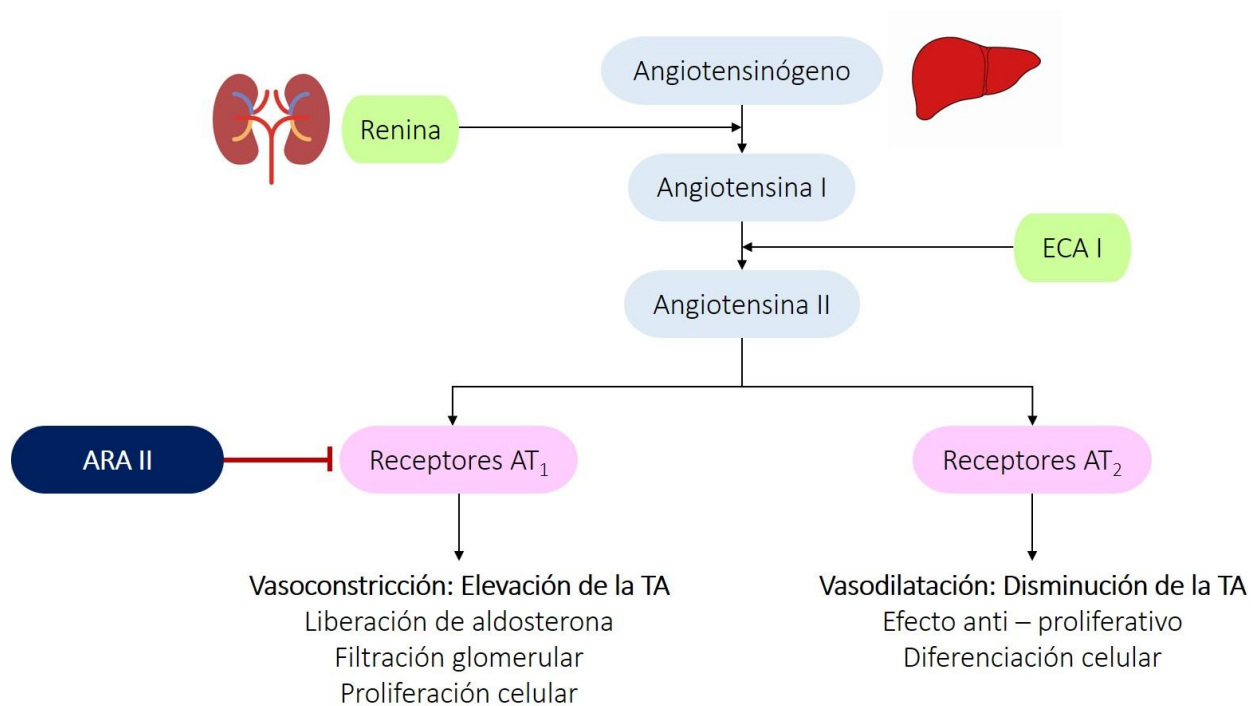 Angiotensinógeno
Renina
Angiotensina I
ECA I
Angiotensina II
ARA II
Receptores AT₁
Receptores AT₂
Vasoconstricción: Elevación de la TA
Liberación de aldosterona
Filtración glomerular
Proliferación celular
Vasodilatación: Disminución de la TA
Efecto anti – proliferativo
Diferenciación celular